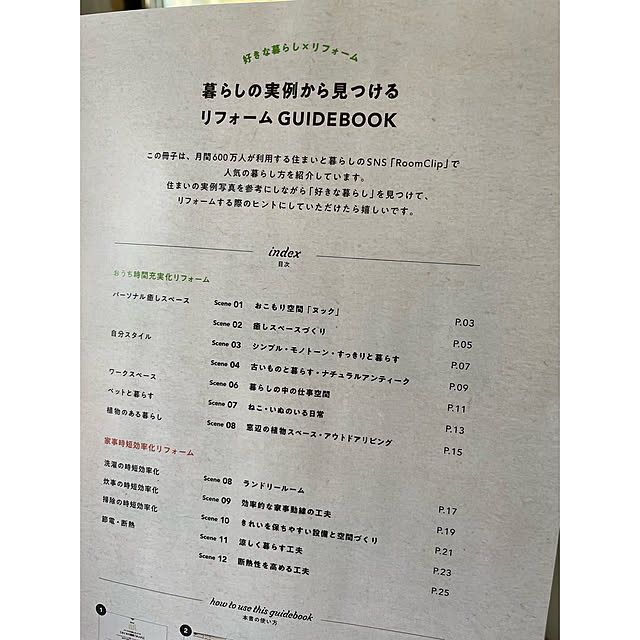 好きな暮らし×リフォーム
暮らしの実例から見つける
リフォーム GUIDEBOOK
この冊子は、月間600万人が利用する住まいと暮らしのSNS「RoomClip」で
人気の暮らし方を紹介しています。
住まいの実例写真を参考にしながら「好きな暮らし」を見つけて、
リフォームする際のヒントにしていただけたら嬉しいです。
index
目次
おうち時間充実化リフォーム
パーソナル癒しスペース Scene 01 おこもり空間「ヌック」 P.03
Scene 02 癒しスペースづくり P.05
自分スタイル Scene 03 シンプル・モノトーン・すっきりと暮らす P.07
Scene 04 古いものと暮らす・ナチュラルアンティーク P.09
ワークスペース Scene 06 暮らしの中の仕事空間 P.11
ペットと暮らす Scene 07 ねこ・いぬのいる日常 P.13
植物のある暮らし Scene 08 窓辺の植物スペース・アウトドアリビング P.15
家事時短効率化リフォーム
洗濯の時短効率化 Scene 08 ランドリールーム P.17
炊事の時短効率化 Scene 09 効率的な家事動線の工夫 P.19
掃除の時短効率化 Scene 10 きれいを保ちやすい設備と空間づくり P.21
節電・断熱 Scene 11 涼しく暮らす工夫 P.23
Scene 12 断熱性を高める工夫 P.25
how to use this guidebook
本書の使い方
1
2